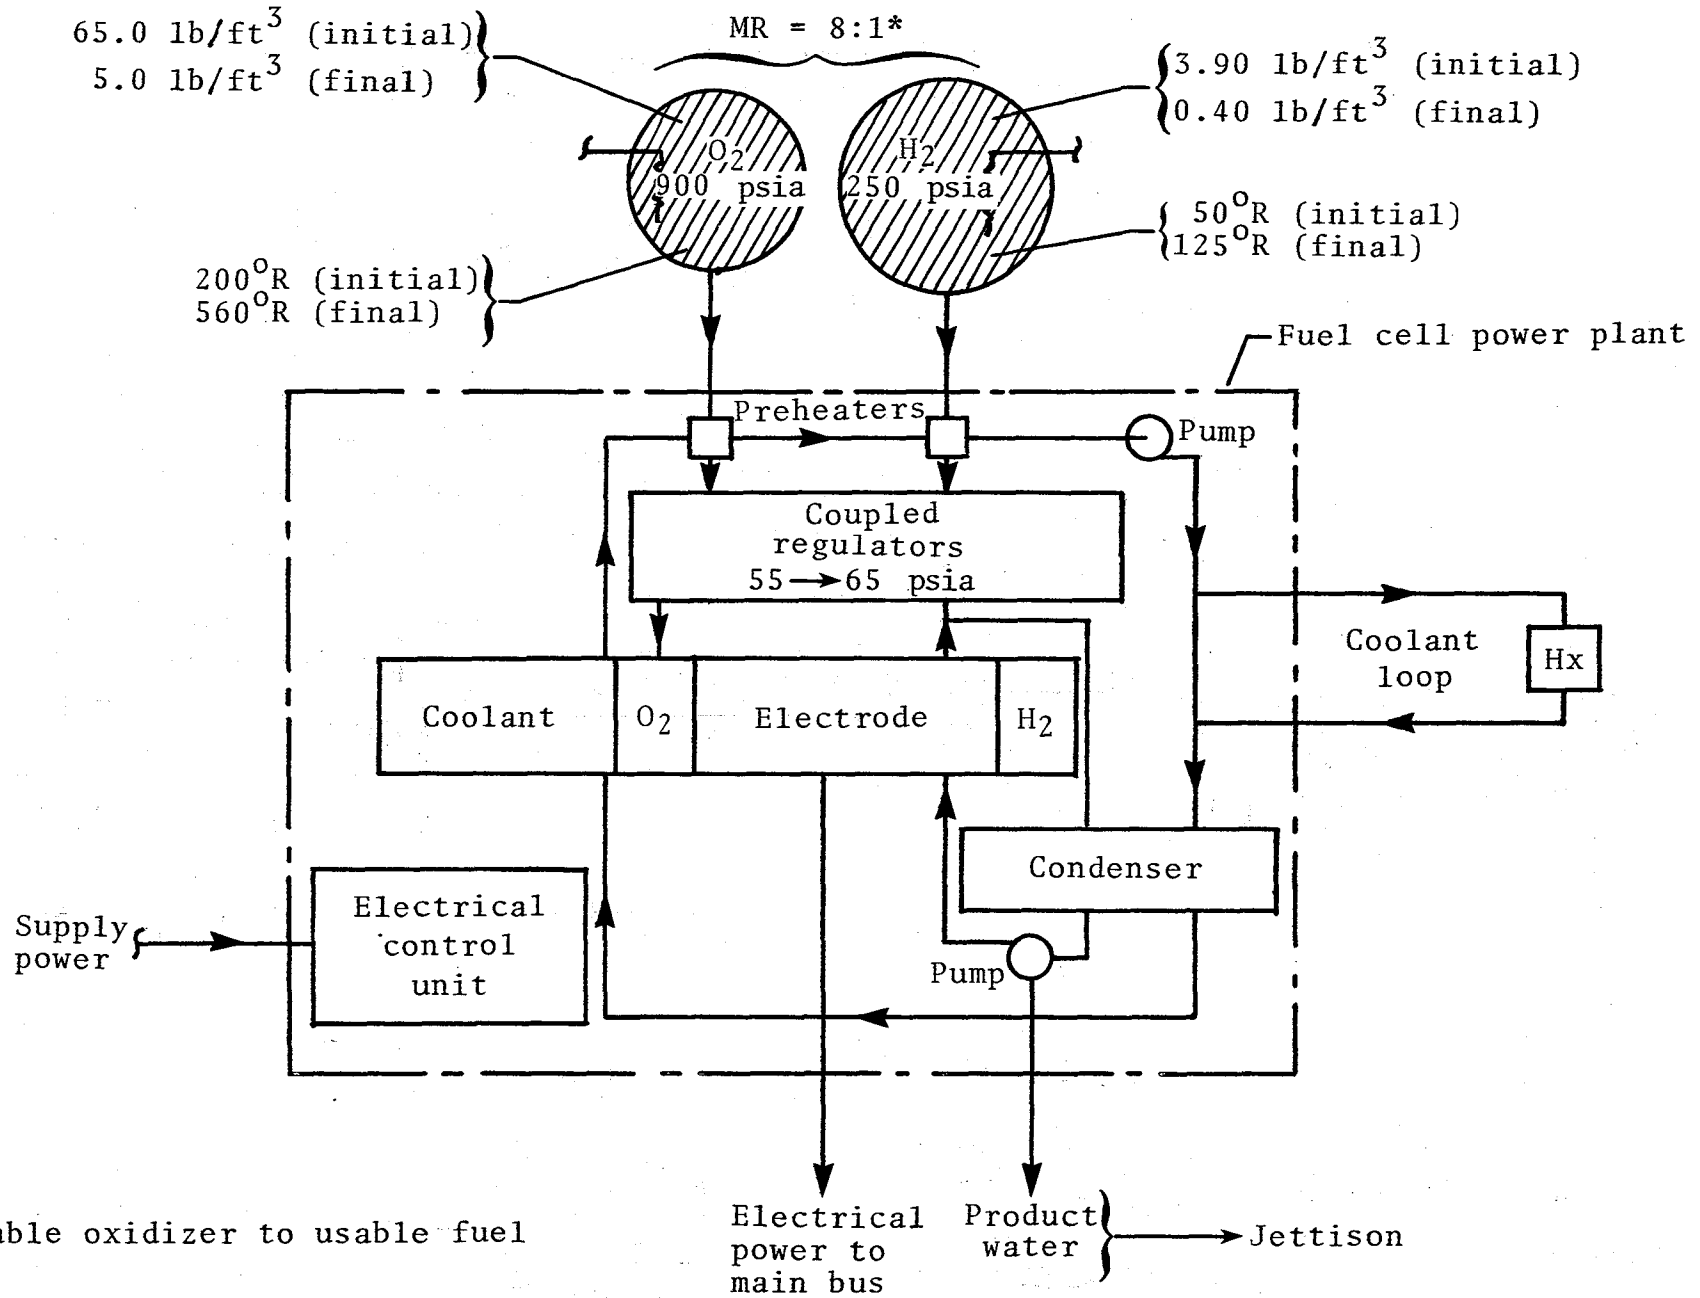 65.0 lb/ft³ (initial)
5.0 lb/ft³ (final)
MR = 8:1*
3.90 lb/ft³ (initial)
0.40 lb/ft³ (final)
O₂
900 psia
H₂
250 psia
50°R (initial)
125°R (final)
200°R (initial)
560°R (final)
Fuel cell power plant
Preheaters
Pump
Coupled
regulators
55→65 psia
Coolant
loop
Hx
Coolant
O₂
Electrode
H₂
Condenser
Electrical
control
unit
Supply
power
Pump
Electrical
power to
main bus
Product
water
Jettison
oxidizer to usable fuel